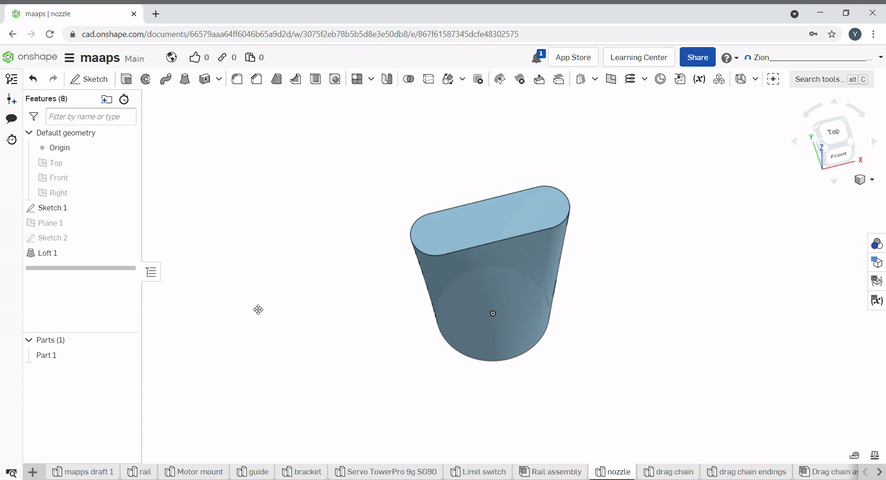 maaps | nozzle
cad.onshape.com/documents/66579aaa64ff6046b65a9d2d/w/3075f2eb78b5b5d8e3e50db8/e/867f61587345dcfe48302575
Y
onshape
maaps Main
0
0
0
1
App Store
Learning Center
Share
Zion
Sketch
(x)
Search tools...
alt C
Features (8)
Filter by name or type
Default geometry
Origin
Top
Front
Right
Sketch 1
Plane 1
Sketch 2
Loft 1
Parts (1)
Part 1
Top
Front
Y
Z
X
(x)
mapps draft 1
rail
Motor mount
guide
bracket
Servo TowerPro 9g SG90
Limit switch
Rail assembly
nozzle
drag chain
drag chain endings
Drag chain as